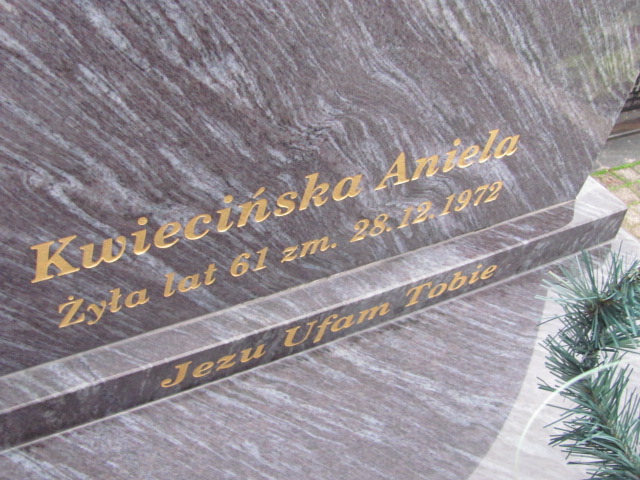 Kwiecińska Aniela
Żyła lat 61 zm. 28.12.1972
Jezu Ufam Tobie